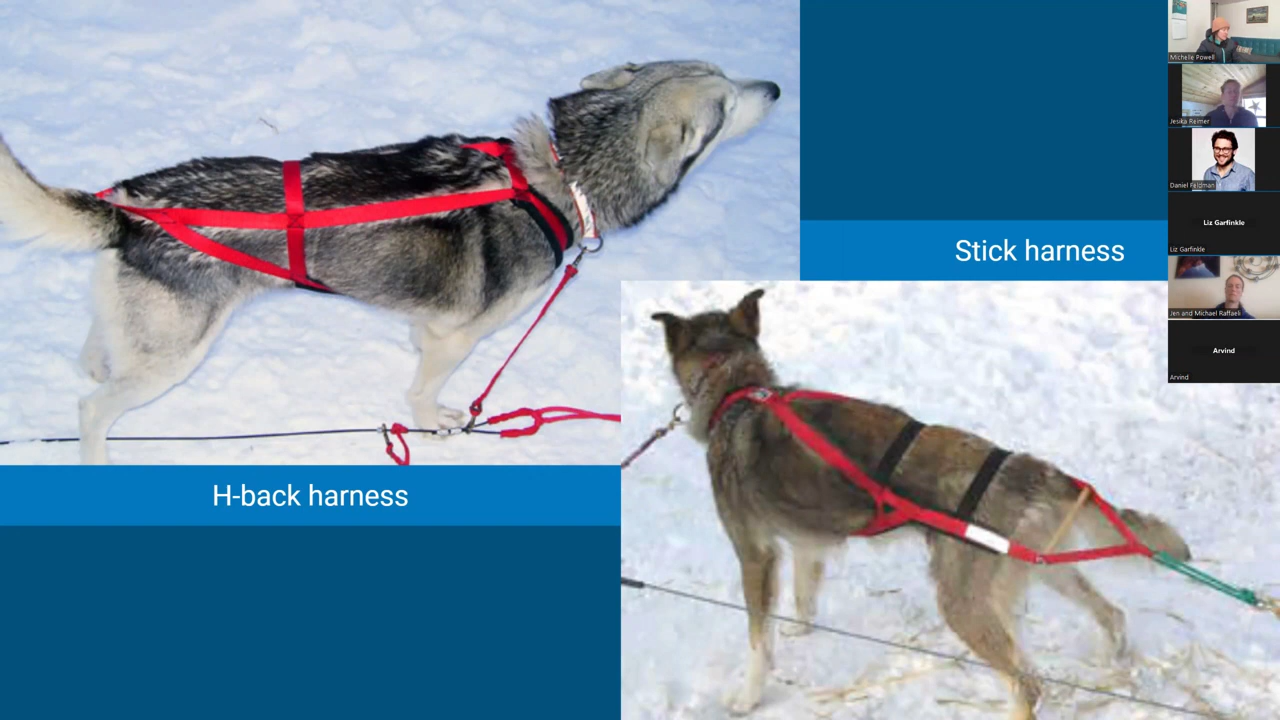 Stick harness
H-back harness
Michelle Powell
Jesika Reimer
Daniel Feldman
Liz Garfinkle
Liz Garfinkle
Jen and Michael Raffaeli
Arvind
Arvind